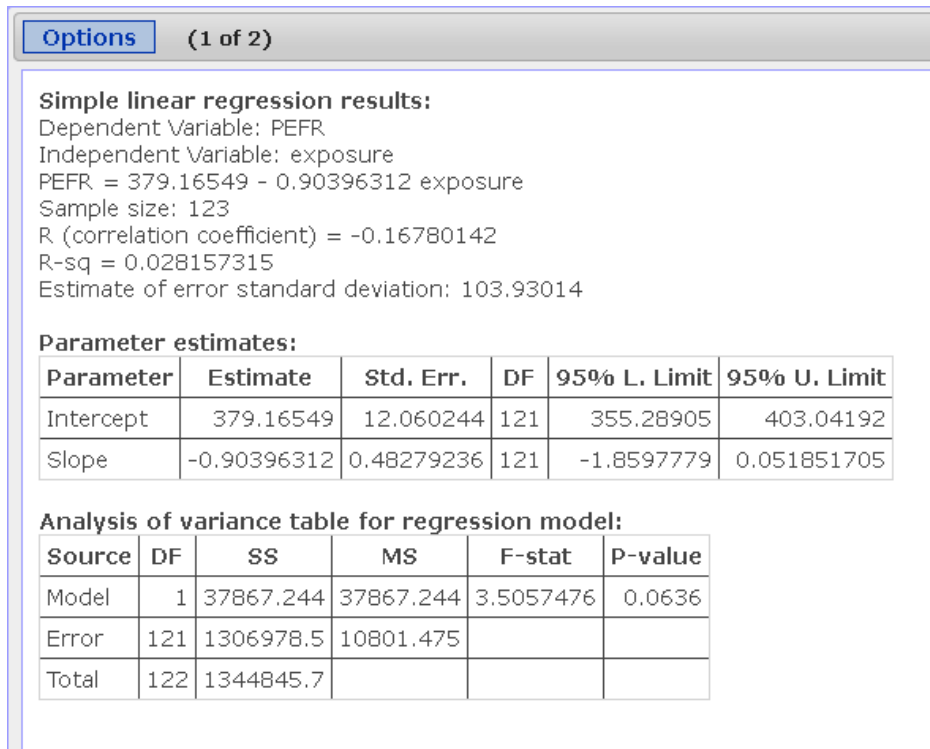 Options (1 of 2)
Simple linear regression results:
Dependent Variable: PEFR
Independent Variable: exposure
PEFR = 379.16549 - 0.90396312 exposure
Sample size: 123
R (correlation coefficient) = -0.16780142
R-sq = 0.028157315
Estimate of error standard deviation: 103.93014
Parameter estimates:
Parameter Estimate Std. Err. DF 95% L. Limit 95% U. Limit
Intercept 379.16549 12.060244 121 355.28905 403.04192
Slope -0.90396312 0.48279236 121 -1.8597779 0.051851705
Analysis of variance table for regression model:
Source DF SS MS F-stat P-value
Model 1 37867.244 37867.244 3.5057476 0.0636
Error 121 1306978.5 10801.475
Total 122 1344845.7